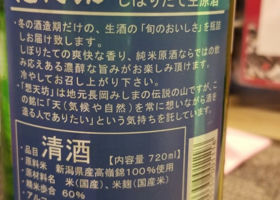 しぼりたて生原酒
・冬の酒造期だけの、生酒の「旬のおいしさ」を瓶詰
しお届け致します。
しぼりたての爽快な香り、純米原酒ならではの飲
み応えある濃醇な旨みがお楽しみ頂けます。
冷やしてお召し上がり下さい。
・「想天坊」は地元長岡しみまの伝説の山ですが、こ
の銘に「天(気候や自然)を常に想いながら酒を
造る人でありたい」という気持ちを託しています。
品目 清酒 【内容量 720ml】
・原料米 新潟県産高嶺錦100%使用
・原材料名 米(国産)、米麹(国産米)
・精米歩合 60%